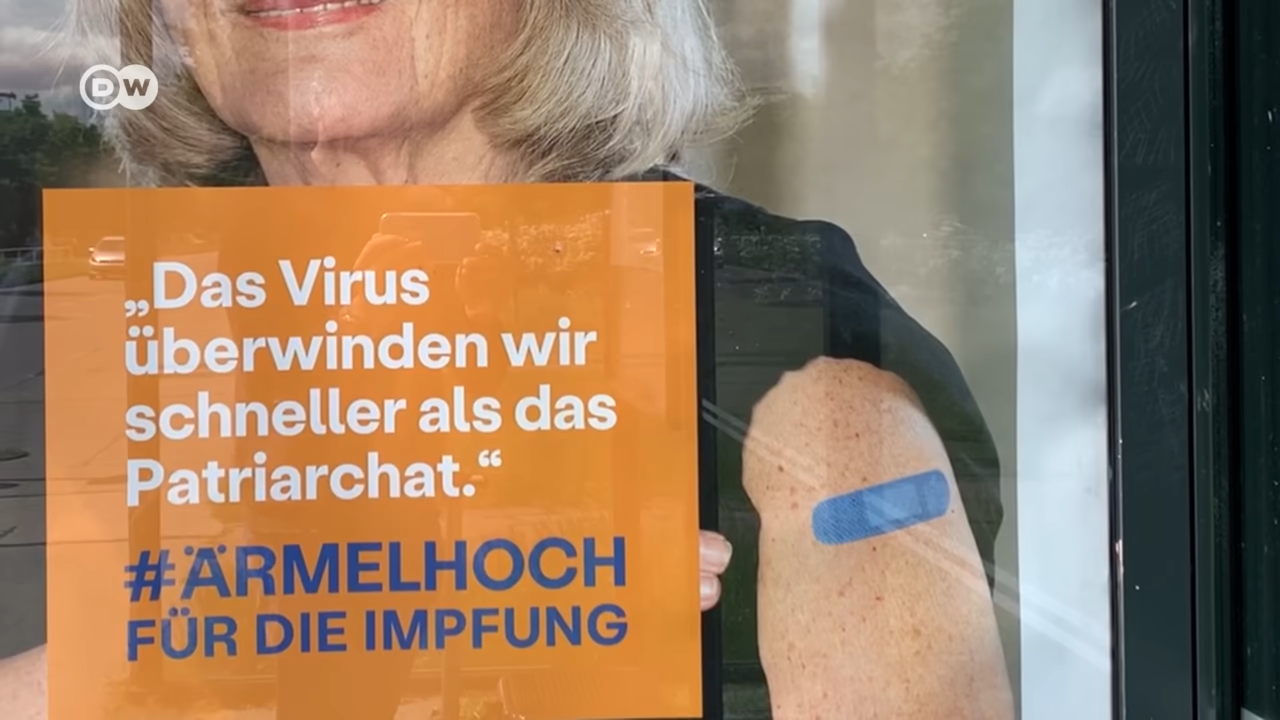 DW
„Das Virus
überwinden wir
schneller als das
Patriarchat.“
#ÄRMELHOCH
FÜR DIE IMPFUNG